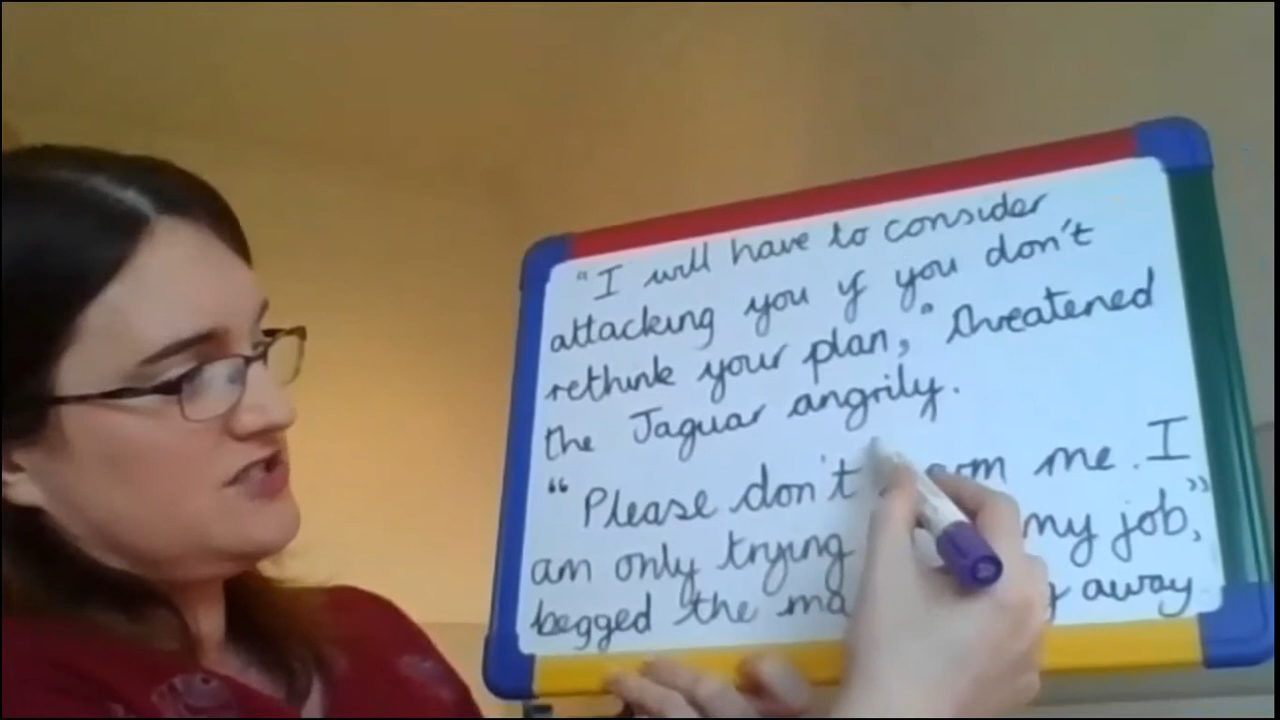 "I will have to consider
attacking you if you don't
rethink your plan," threatened
the Jaguar angrily.
"Please don't me. I
am only trying my job,"
begged the away